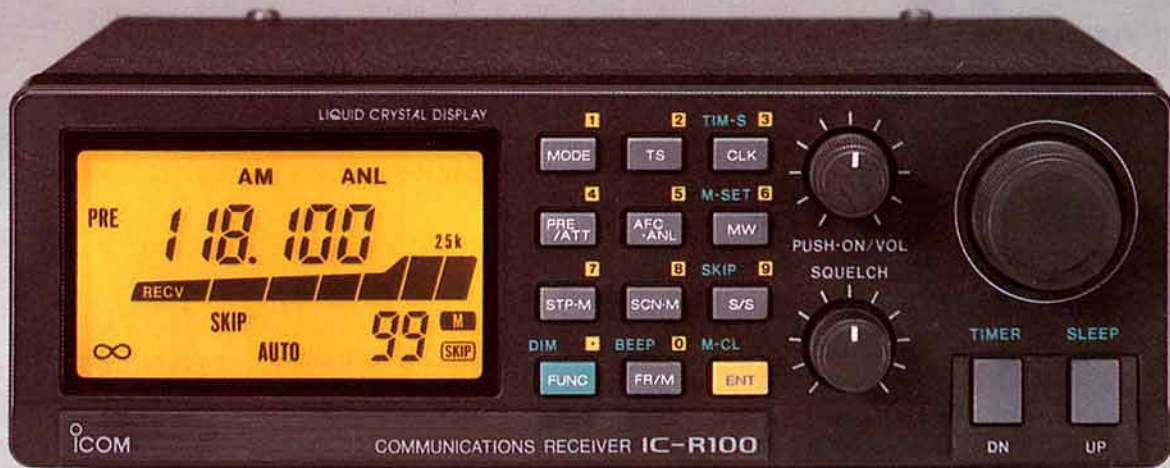 LIQUID CRYSTAL DISPLAY
AM ANL
PRE
118.100
25k
RECV
SKIP
99 M
∞ AUTO SKIP
1 2 TIM-S 3
MODE TS CLK
4 5 M-SET 6
PRE/ATT AFC·ANL MW
7 8 SKIP 9
STP·M SCN·M S/S
DIM · BEEP 0 M-CL
FUNC FR/M ENT
PUSH-ON/VOL
SQUELCH
TIMER SLEEP
DN UP
ICOM COMMUNICATIONS RECEIVER IC-R100